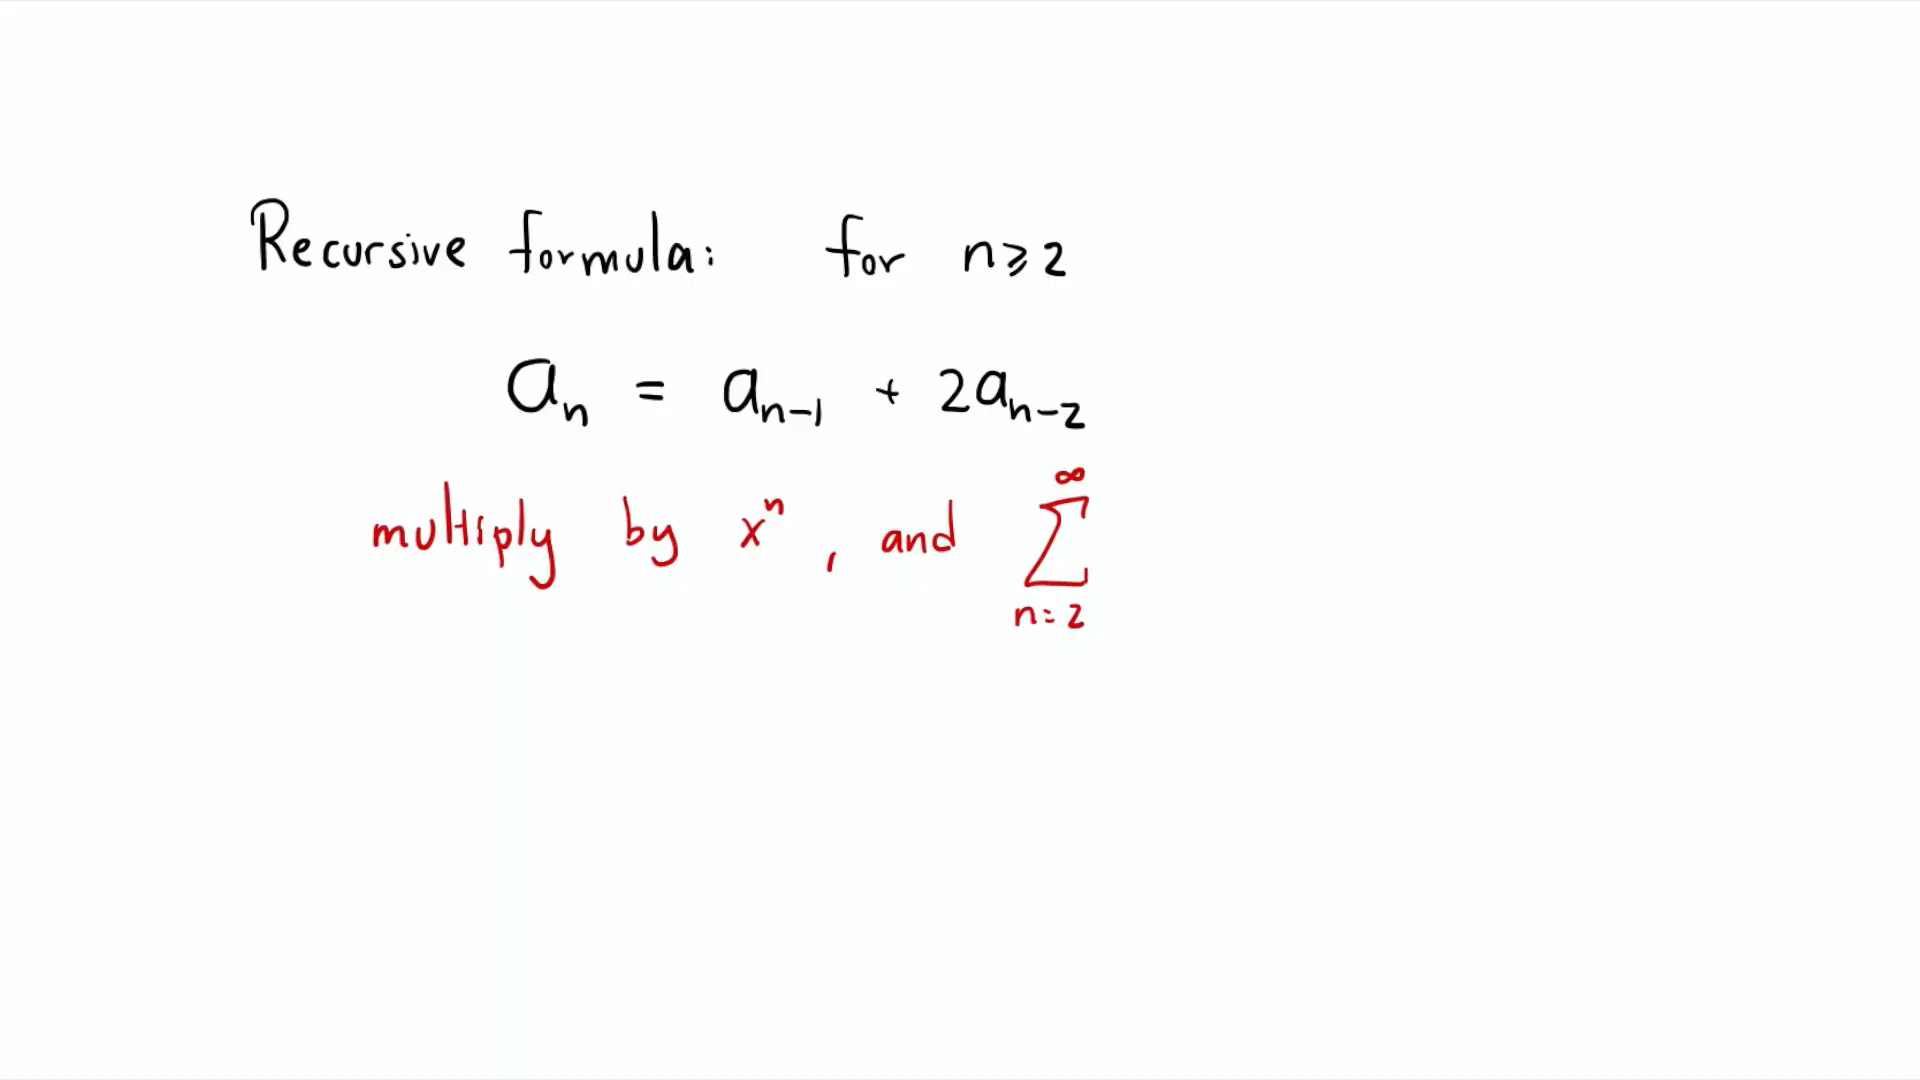 Recursive formula: for n ⩾ 2
aₙ = aₙ₋₁ + 2aₙ₋₂
multiply by xⁿ, and ∑_{n=2}^{∞}